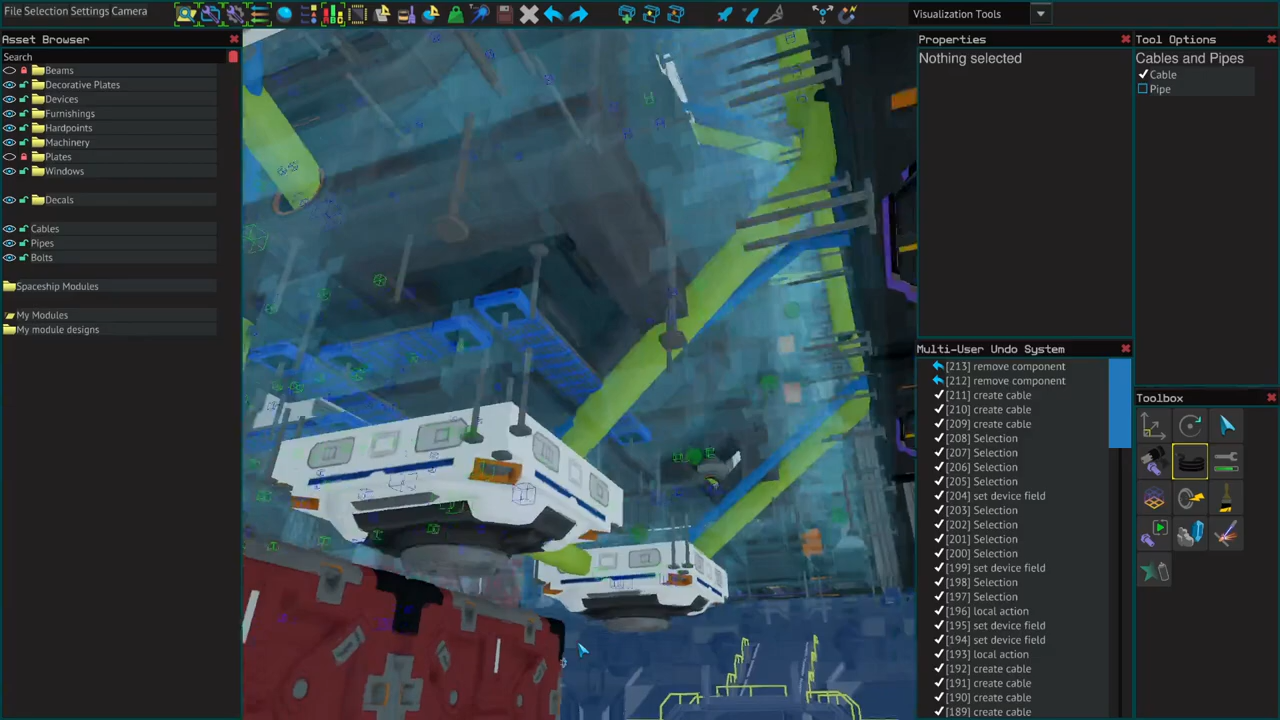 File Selection Settings Camera
Visualization Tools
Asset Browser
Search
Beams
Decorative Plates
Devices
Furnishings
Hardpoints
Machinery
Plates
Windows
Decals
Cables
Pipes
Bolts
Spaceship Modules
My Modules
My module designs
Properties
Nothing selected
Multi-User Undo System
[213] remove component
[212] remove component
[211] create cable
[210] create cable
[209] create cable
[208] Selection
[207] Selection
[206] Selection
[205] Selection
[204] set device field
[203] Selection
[202] Selection
[201] Selection
[200] Selection
[199] set device field
[198] Selection
[197] Selection
[196] local action
[195] set device field
[194] set device field
[193] local action
[192] create cable
[191] create cable
[190] create cable
[189] create cable
Tool Options
Cables and Pipes
Cable
Pipe
Toolbox